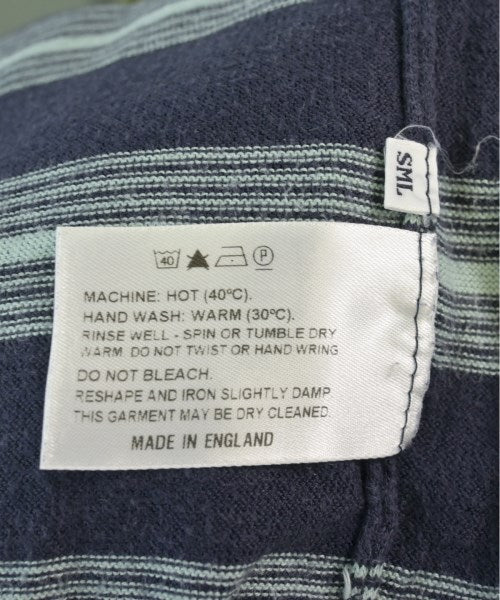 SML
40 P
MACHINE: HOT (40ºC).
HAND WASH: WARM (30ºC).
RINSE WELL - SPIN OR TUMBLE DRY
WARM. DO NOT TWIST OR HAND WRING
DO NOT BLEACH.
RESHAPE AND IRON SLIGHTLY DAMP
THIS GARMENT MAY BE DRY CLEANED.
MADE IN ENGLAND